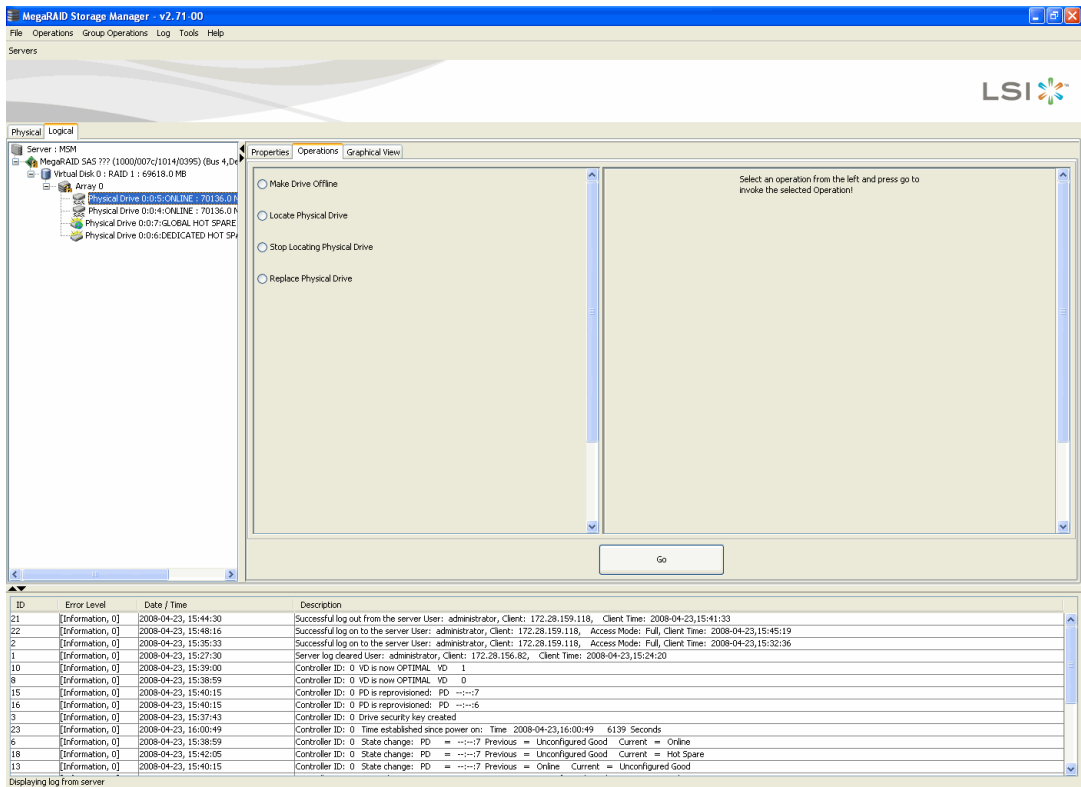 MegaRAID Storage Manager - v2.71-00
File Operations Group Operations Log Tools Help
Servers
LSI
Physical Logical
Server : MSM
MegaRAID SAS ??? (1000/007c/1014/0395) (Bus 4,De
Virtual Disk 0 : RAID 1 : 69618.0 MB
Array 0
Physical Drive 0:0:5:ONLINE : 70136.0 M
Physical Drive 0:0:4:ONLINE : 70136.0 M
Physical Drive 0:0:7:GLOBAL HOT SPARE
Physical Drive 0:0:6:DEDICATED HOT SPA
Properties Operations Graphical View
Make Drive Offline
Locate Physical Drive
Stop Locating Physical Drive
Replace Physical Drive
Select an operation from the left and press go to
invoke the selected Operation!
Go
ID Error Level Date / Time Description
21 [Information, 0] 2008-04-23, 15:44:30 Successful log out from the server User: administrator, Client: 172.28.159.118, Client Time: 2008-04-23,15:41:33
22 [Information, 0] 2008-04-23, 15:48:16 Successful log on to the server User: administrator, Client: 172.28.159.118, Access Mode: Full, Client Time: 2008-04-23,15:45:19
2 [Information, 0] 2008-04-23, 15:35:33 Successful log on to the server User: administrator, Client: 172.28.159.118, Access Mode: Full, Client Time: 2008-04-23,15:32:36
1 [Information, 0] 2008-04-23, 15:27:30 Server log cleared User: administrator, Client: 172.28.156.82, Client Time: 2008-04-23,15:24:20
10 [Information, 0] 2008-04-23, 15:39:00 Controller ID: 0 VD is now OPTIMAL VD 1
8 [Information, 0] 2008-04-23, 15:38:59 Controller ID: 0 VD is now OPTIMAL VD 0
15 [Information, 0] 2008-04-23, 15:40:15 Controller ID: 0 PD is reprovisioned: PD --:--:7
16 [Information, 0] 2008-04-23, 15:40:15 Controller ID: 0 PD is reprovisioned: PD --:--:6
3 [Information, 0] 2008-04-23, 15:37:43 Controller ID: 0 Drive security key created
23 [Information, 0] 2008-04-23, 16:00:49 Controller ID: 0 Time established since power on: Time 2008-04-23,16:00:49 6139 Seconds
6 [Information, 0] 2008-04-23, 15:38:59 Controller ID: 0 State change: PD = --:--:7 Previous = Unconfigured Good Current = Online
18 [Information, 0] 2008-04-23, 15:42:05 Controller ID: 0 State change: PD = --:--:7 Previous = Unconfigured Good Current = Hot Spare
13 [Information, 0] 2008-04-23, 15:40:15 Controller ID: 0 State change: PD = --:--:7 Previous = Online Current = Unconfigured Good
Displaying log from server